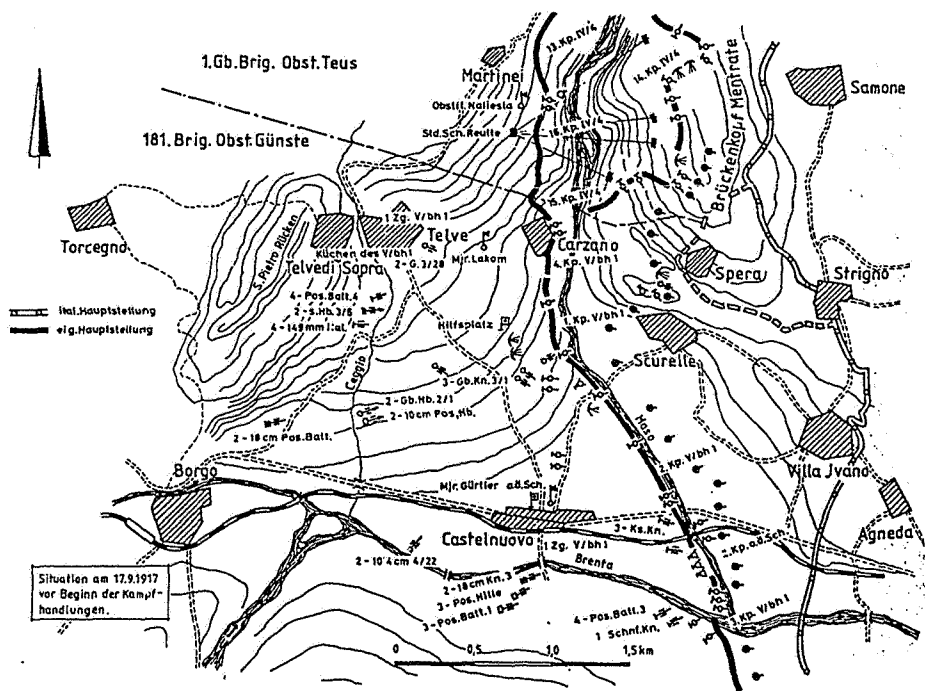 1.Gb.Brig. Obst.Teus
181. Brig. Obst.Günste
13.Kp.IV/4
14.Kp.IV/4
Martinei
Obstlt. Kaliesla
Std.Sch.Reutte
16.Kp.IV/4
15.Kp.IV/4
Brückenkopf Mentrate
Samone
Torcegno
S.Pietro Rücken
1 Zg. V/bh1
Telve
Küchen des V/bh1
Telvedi Sopra
2-G.3/28
Mjr.Lakom
Carzano
4.Kp.V/bh1
Spera
Strigno
ital.Hauptstellung
eig.Hauptstellung
4-Pos.Batt.4
2-s.Hb.3/6
4-149mm ital.
Ceggio
Hilfsplatz
Kp. V/bh1
Scurelle
3-Gb.Kn.3/1
2-Gb.Hb.2/1
2-10cm Pos.Hb.
2-18cm Pos.Batt.
Maso
Kp. V/bh1
Villa Jvano
Borgo
Mjr.Gürtler a.d.Sch.
3-Ks.Kn.
Agneda
Castelnuovo
1 Zg. V/bh1
Kp.a.d.Sch.
2-10'4cm 4/22
Brenta
2-18cm Kn.3
3-Pos.Hille
3-Pos.Batt.1
4-Pos.Batt.3
1 Schnf.Kn.
Kp.V/bh1
Situation am 17.9.1917
vor Beginn der Kampf-
handlungen.
0 0,5 1,0 1,5km